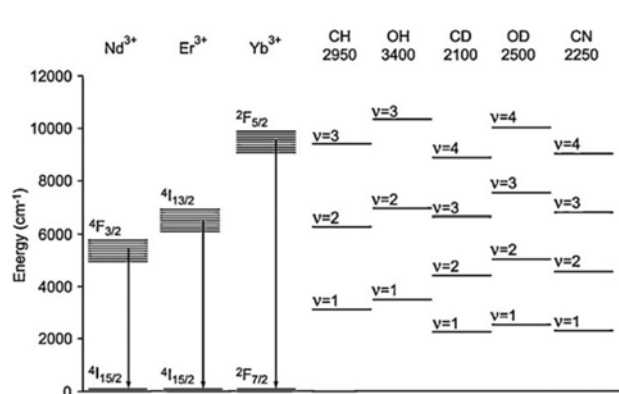 Nd³⁺ Er³⁺ Yb³⁺ CH OH CD OD CN
2950 3400 2100 2500 2250
Energy (cm⁻¹)
12000
10000
8000
6000
4000
2000
0
⁴F₃/₂
⁴I₁₅/₂
⁴I₁₃/₂
⁴I₁₅/₂
²F₅/₂
²F₇/₂
ν=3
ν=2
ν=1
ν=3
ν=2
ν=1
ν=4
ν=3
ν=2
ν=1
ν=4
ν=3
ν=2
ν=1
ν=4
ν=3
ν=2
ν=1